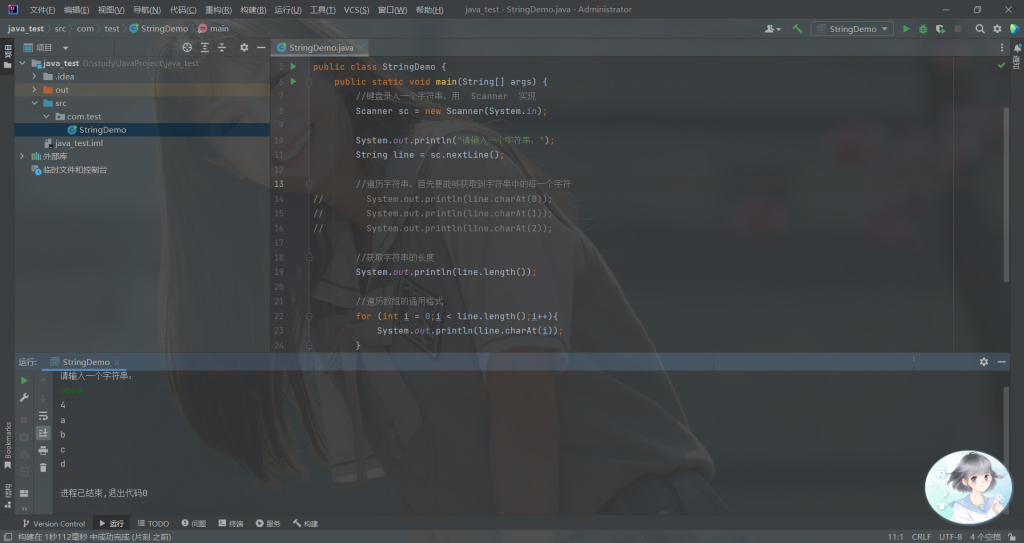 文件(F) 编辑(E) 视图(V) 导航(N) 代码(C) 重构(R) 构建(B) 运行(U) 工具(T) VCS(S) 窗口(W) 帮助(H) java_test - StringDemo.java - Administrator
java_test › src › com › test › StringDemo › main
StringDemo
项目
StringDemo.java
java_test D:\study\JavaProject\java_test
.idea
out
src
com.test
StringDemo
java_test.iml
外部库
临时文件和控制台
5 public class StringDemo {
6 public static void main(String[] args) {
7 //键盘录入一个字符串，用 Scanner 实现
8 Scanner sc = new Scanner(System.in);
9
10 System.out.println("请输入一个字符串：");
11 String line = sc.nextLine();
12
13 //遍历字符串，首先要能够获取到字符串中的每一个字符
14 // System.out.println(line.charAt(0));
15 // System.out.println(line.charAt(1));
16 // System.out.println(line.charAt(2));
17
18 //获取字符串的长度
19 System.out.println(line.length());
20
21 //遍历数组的通用格式
22 for (int i = 0;i < line.length();i++){
23 System.out.println(line.charAt(i));
24 }
运行: StringDemo
请输入一个字符串：
abcd
4
a
b
c
d
进程已结束,退出代码0
项目
通知
Bookmarks
结构
Version Control 运行 TODO 问题 终端 服务 构建
构建在 1秒112毫秒 中成功完成 (片刻 之前) 11:1 CRLF UTF-8 4 个空格